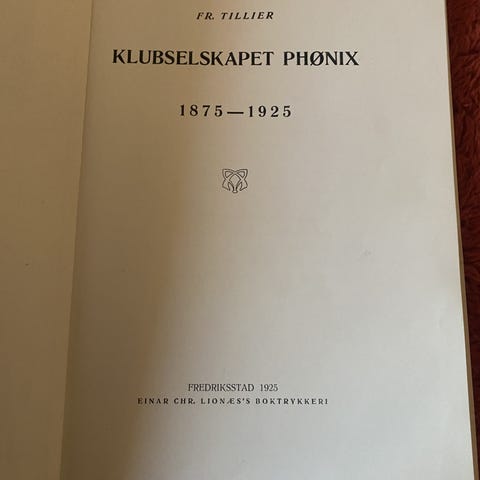 FR. TILLIER
KLUBSELSKAPET PHØNIX
1875—1925
FREDRIKSSTAD 1925
EINAR CHR. LIONÆS'S BOKTRYKKERI